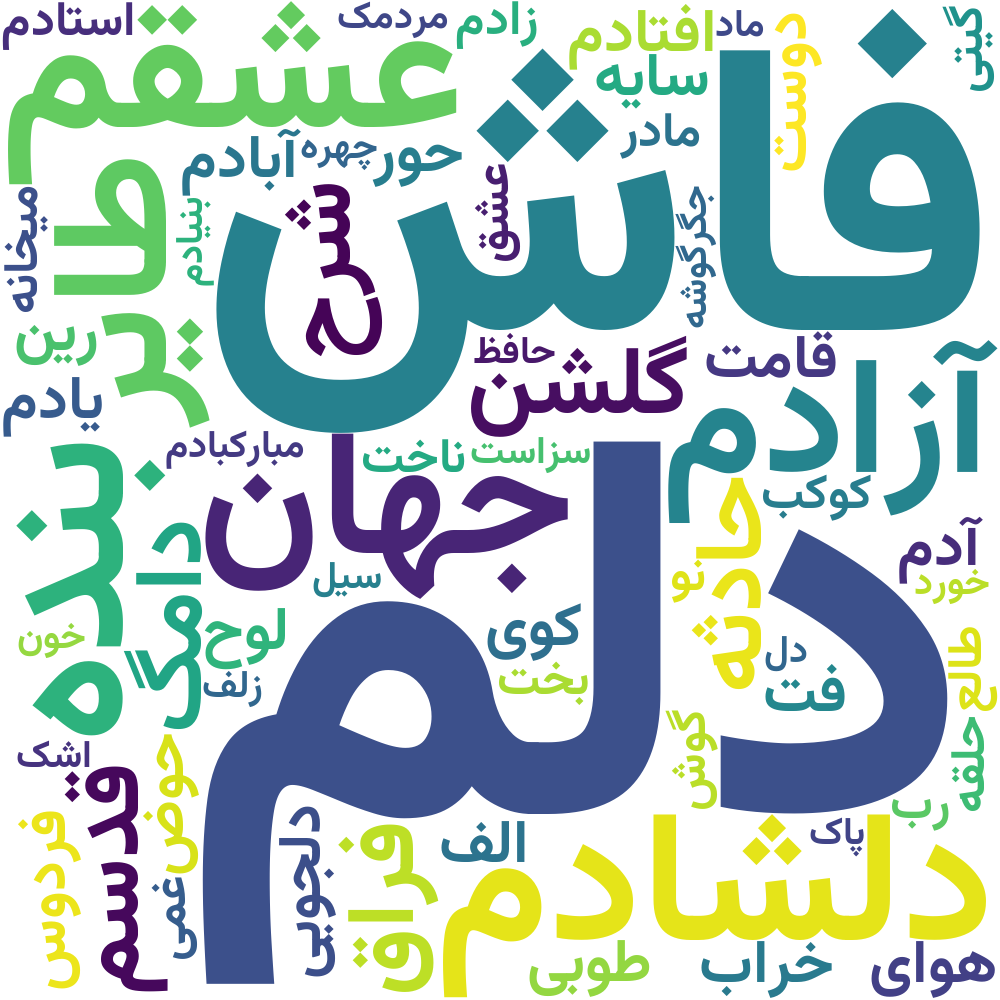 استادم
مردمک
زادم
افتادم
ماد
دوست
گیتی
عشقم
فاش
سایه
مادر
حور
چهره
آبادم
طایر
میخانه
بنیادم
شرح
عشق
جگرگوشه
رین
حافظ
گلشن
قامت
آزادم
یادم
مبارکبادم
ناخت
سزاست
کوکب
بنده
جهان
دلم
حادثه
نو
آدم
خورد
دامگ
سیل
لوح
کوی
خون
زلف
بخت
دل
فت
طالع
اشک
قدسم
حوض
گوش
حلقه
رب
فردوس
غمی
دلجویی
فراق
الف
پاک
دلشادم
طوبی
خراب
هوای